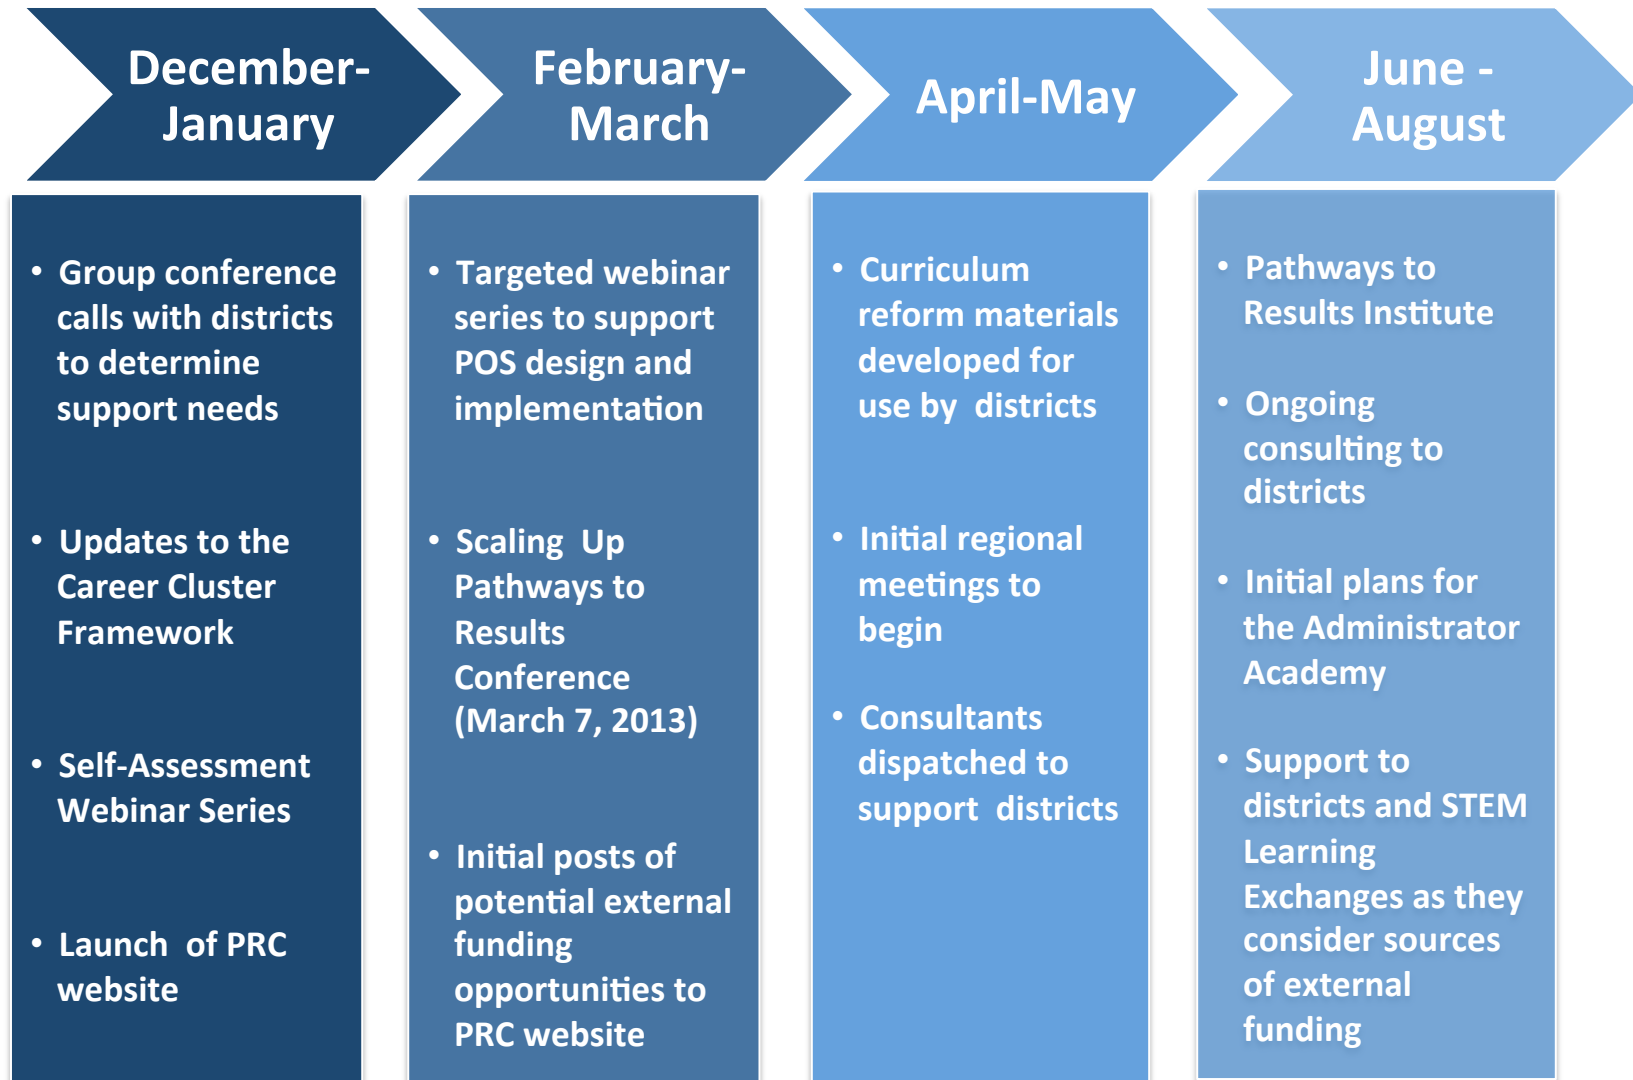 December-
January
• Group conference
calls with districts
to determine
support needs
• Updates to the
Career Cluster
Framework
• Self-Assessment
Webinar Series
• Launch of PRC
website
February-
March
• Targeted webinar
series to support
POS design and
implementation
• Scaling Up
Pathways to
Results
Conference
(March 7, 2013)
• Initial posts of
potential external
funding
opportunities to
PRC website
April-May
• Curriculum
reform materials
developed for
use by districts
• Initial regional
meetings to
begin
• Consultants
dispatched to
support districts
June -
August
• Pathways to
Results Institute
• Ongoing
consulting to
districts
• Initial plans for
the Administrator
Academy
• Support to
districts and STEM
Learning
Exchanges as they
consider sources
of external
funding